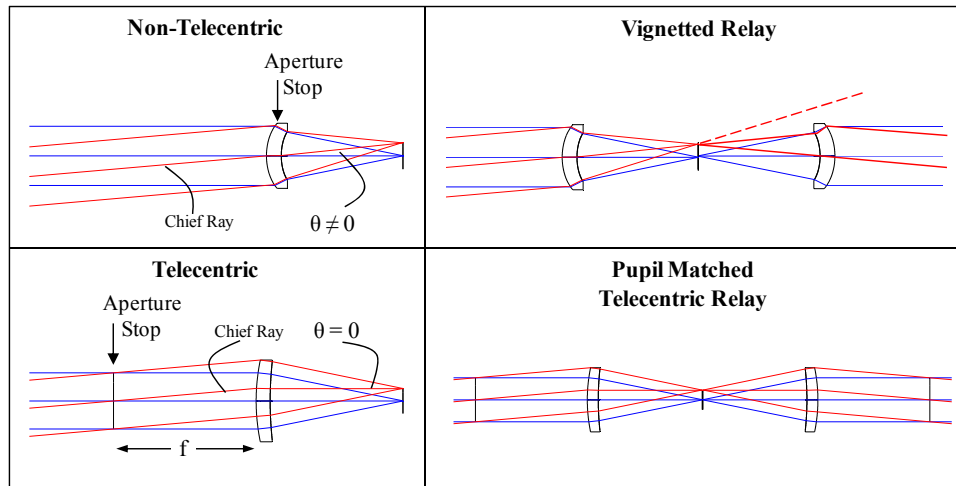 Non-Telecentric
Aperture
Stop
Chief Ray
θ ≠ 0
Vignetted Relay
Telecentric
Aperture
Stop
Chief Ray
θ = 0
f
Pupil Matched
Telecentric Relay